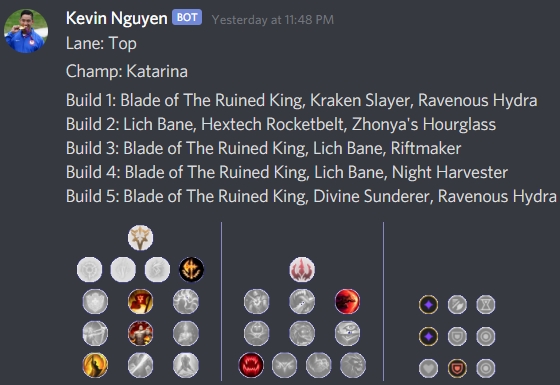 Kevin Nguyen BOT Yesterday at 11:48 PM
Lane: Top
Champ: Katarina
Build 1: Blade of The Ruined King, Kraken Slayer, Ravenous Hydra
Build 2: Lich Bane, Hextech Rocketbelt, Zhonya's Hourglass
Build 3: Blade of The Ruined King, Lich Bane, Riftmaker
Build 4: Blade of The Ruined King, Lich Bane, Night Harvester
Build 5: Blade of The Ruined King, Divine Sunderer, Ravenous Hydra